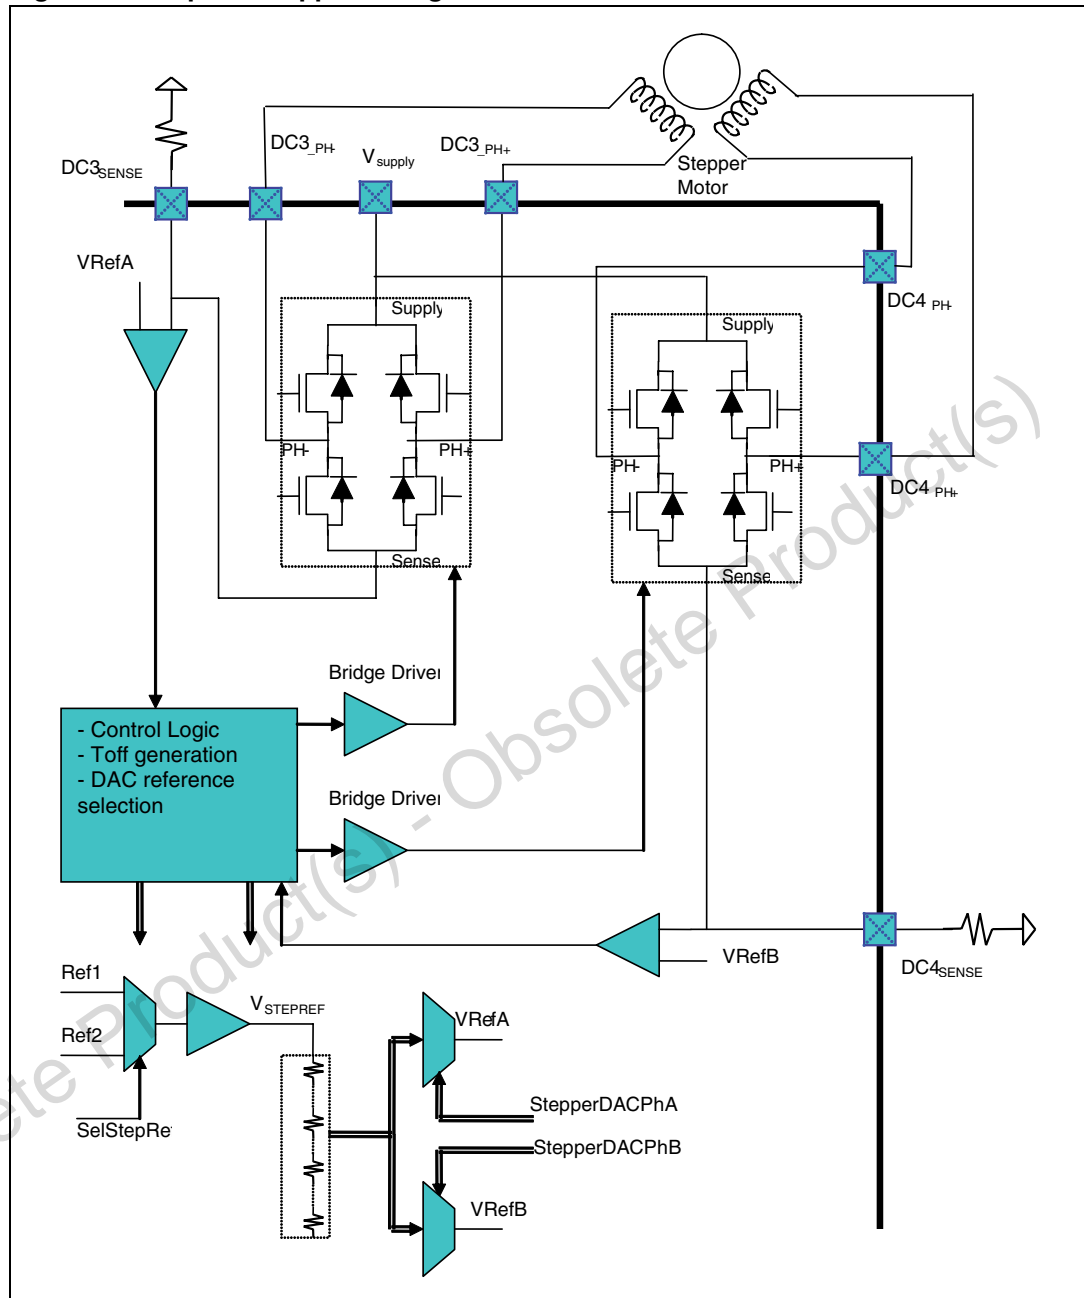 DC3SENSE
DC3_PH-
Vsupply
DC3_PH+
Stepper
Motor
VRefA
Supply
Supply
DC4 PH-
PH-
PH+
PH-
PH+
DC4 PH+
Sense
Sense
Bridge Driver
- Control Logic
- Toff generation
- DAC reference
selection
Bridge Driver
VRefB
DC4SENSE
Ref1
VSTEPREF
VRefA
Ref2
SelStepRe
StepperDACPhA
StepperDACPhB
VRefB
Obsolete Product(s) - Obsolete Product(s)